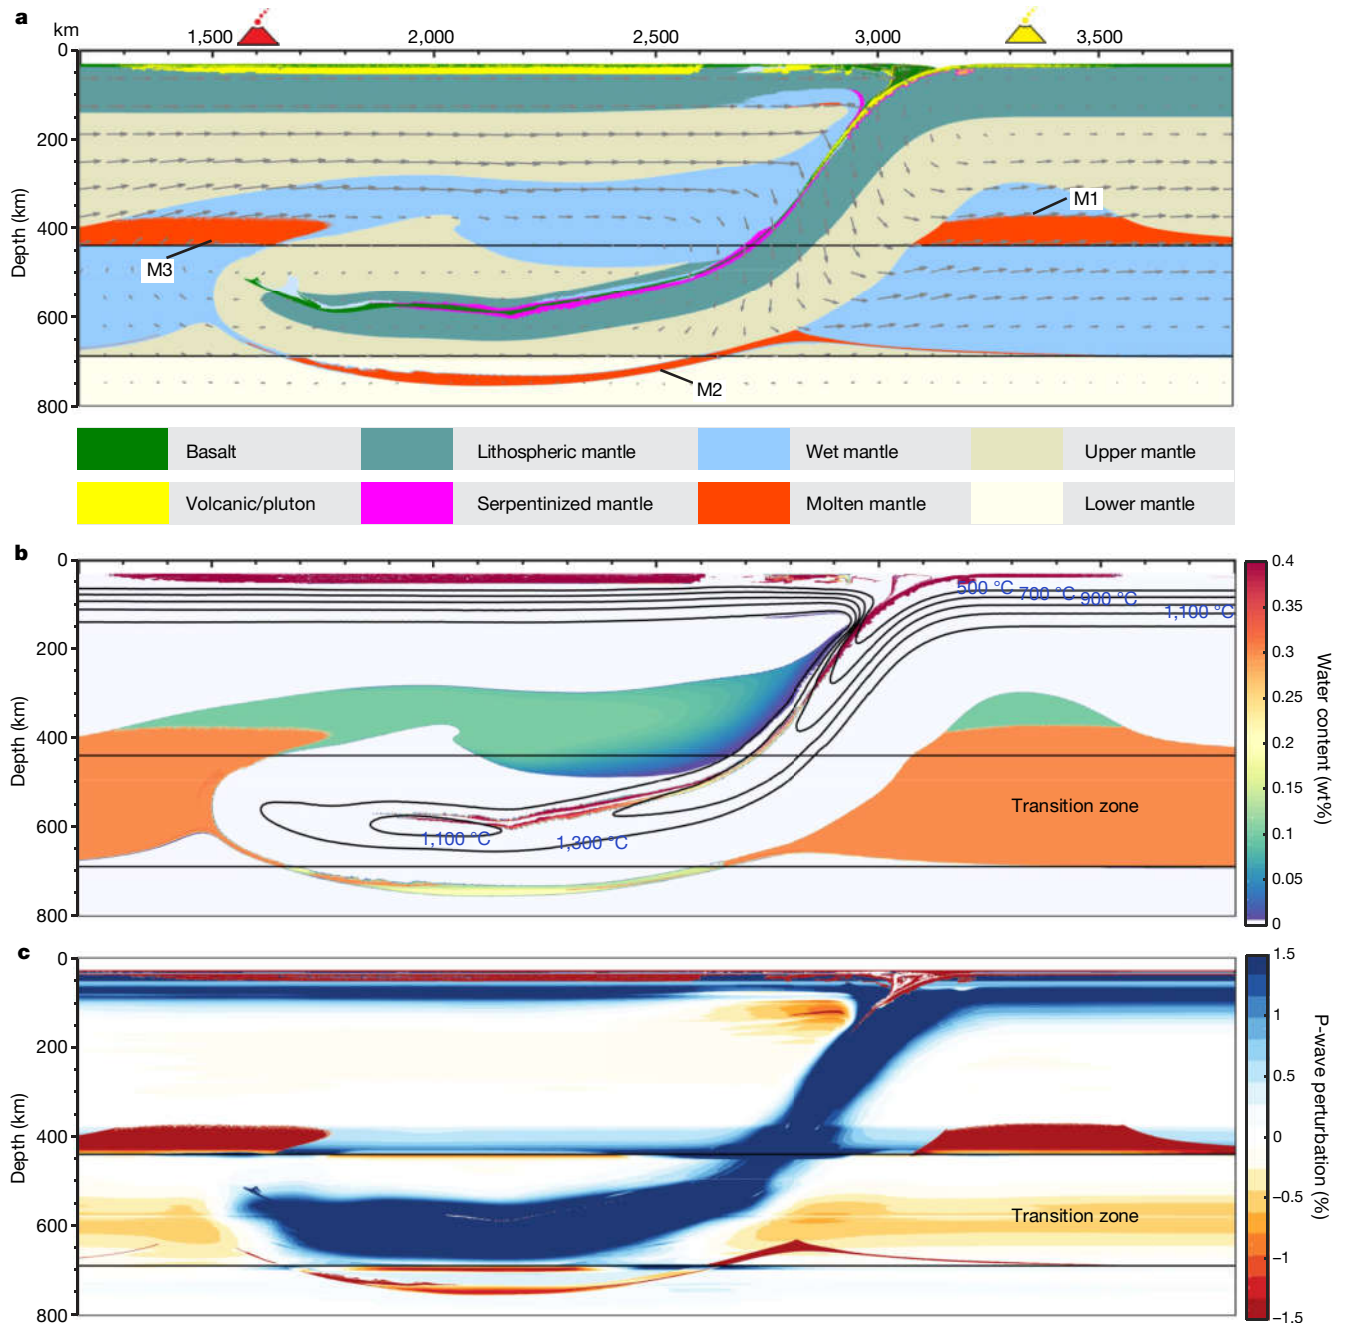 a
km
1,500 2,000 2,500 3,000 3,500
0
200
400
600
800
Depth (km)
M1
M3
M2
Basalt Lithospheric mantle Wet mantle Upper mantle
Volcanic/pluton Serpentinized mantle Molten mantle Lower mantle
b
0
200
400
600
800
Depth (km)
500 °C 700 °C 900 °C 1,100 °C
Transition zone
1,100 °C 1,300 °C
0.4
0.35
0.3
0.25
0.2
0.15
0.1
0.05
0
Water content (wt%)
c
0
200
400
600
800
Depth (km)
Transition zone
1.5
1
0.5
0
−0.5
−1
−1.5
P-wave perturbation (%)